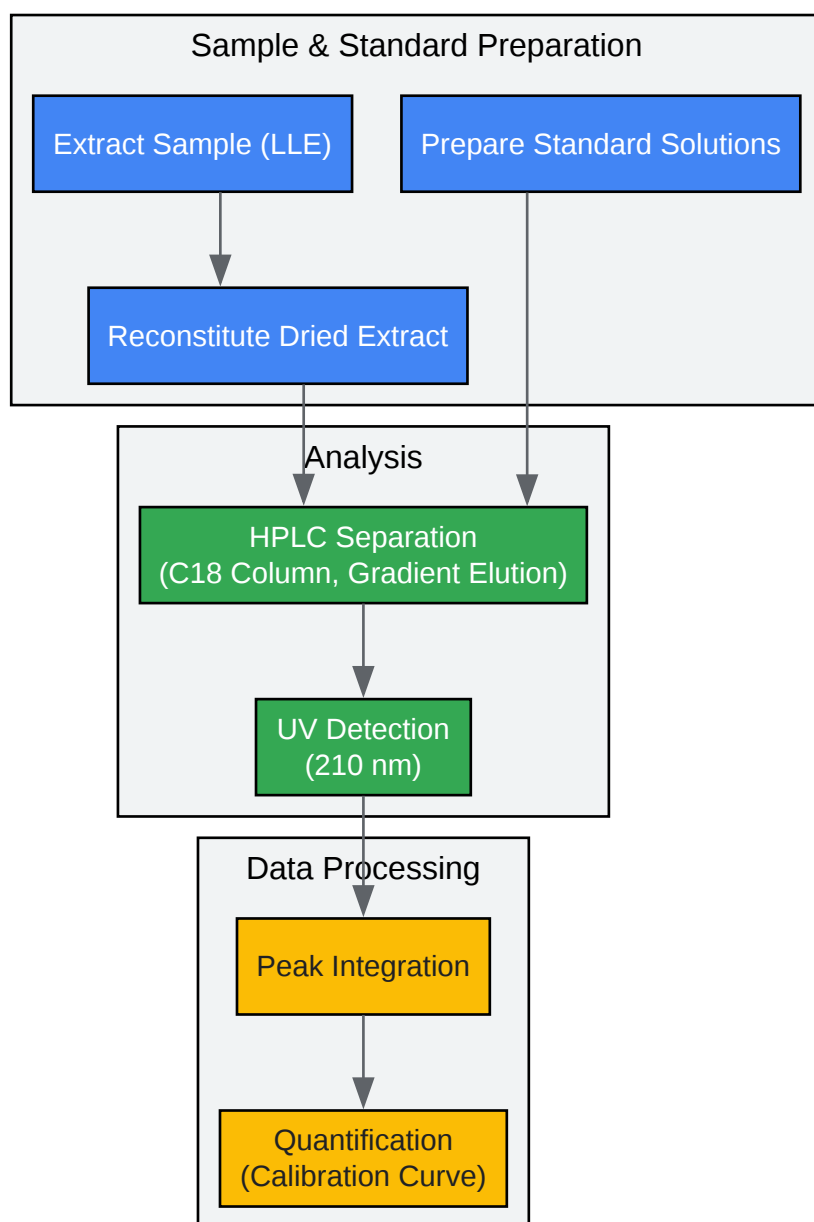 Sample & Standard Preparation
Extract Sample (LLE)
Prepare Standard Solutions
Reconstitute Dried Extract
Analysis
HPLC Separation
(C18 Column, Gradient Elution)
UV Detection
(210 nm)
Data Processing
Peak Integration
Quantification
(Calibration Curve)